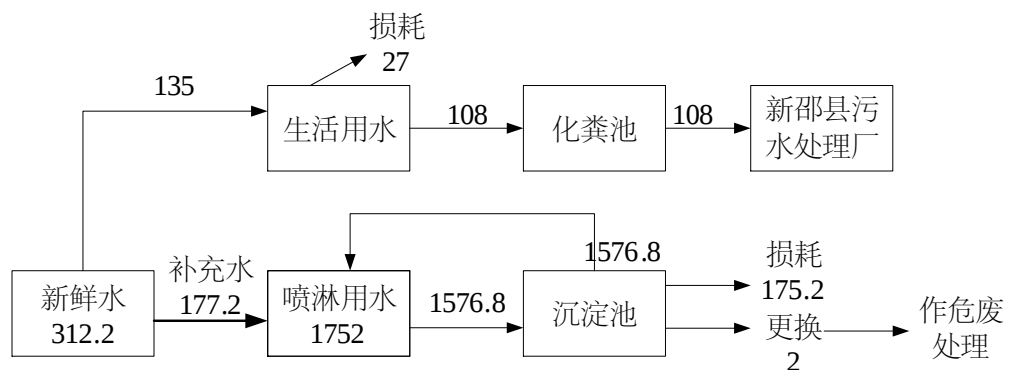 损耗
27
135
生活用水
108
化粪池
108
新邵县污
水处理厂
1576.8
损耗
175.2
补充水
177.2
新鲜水
312.2
喷淋用水
1752
1576.8
沉淀池
更换
2
作危废
处理